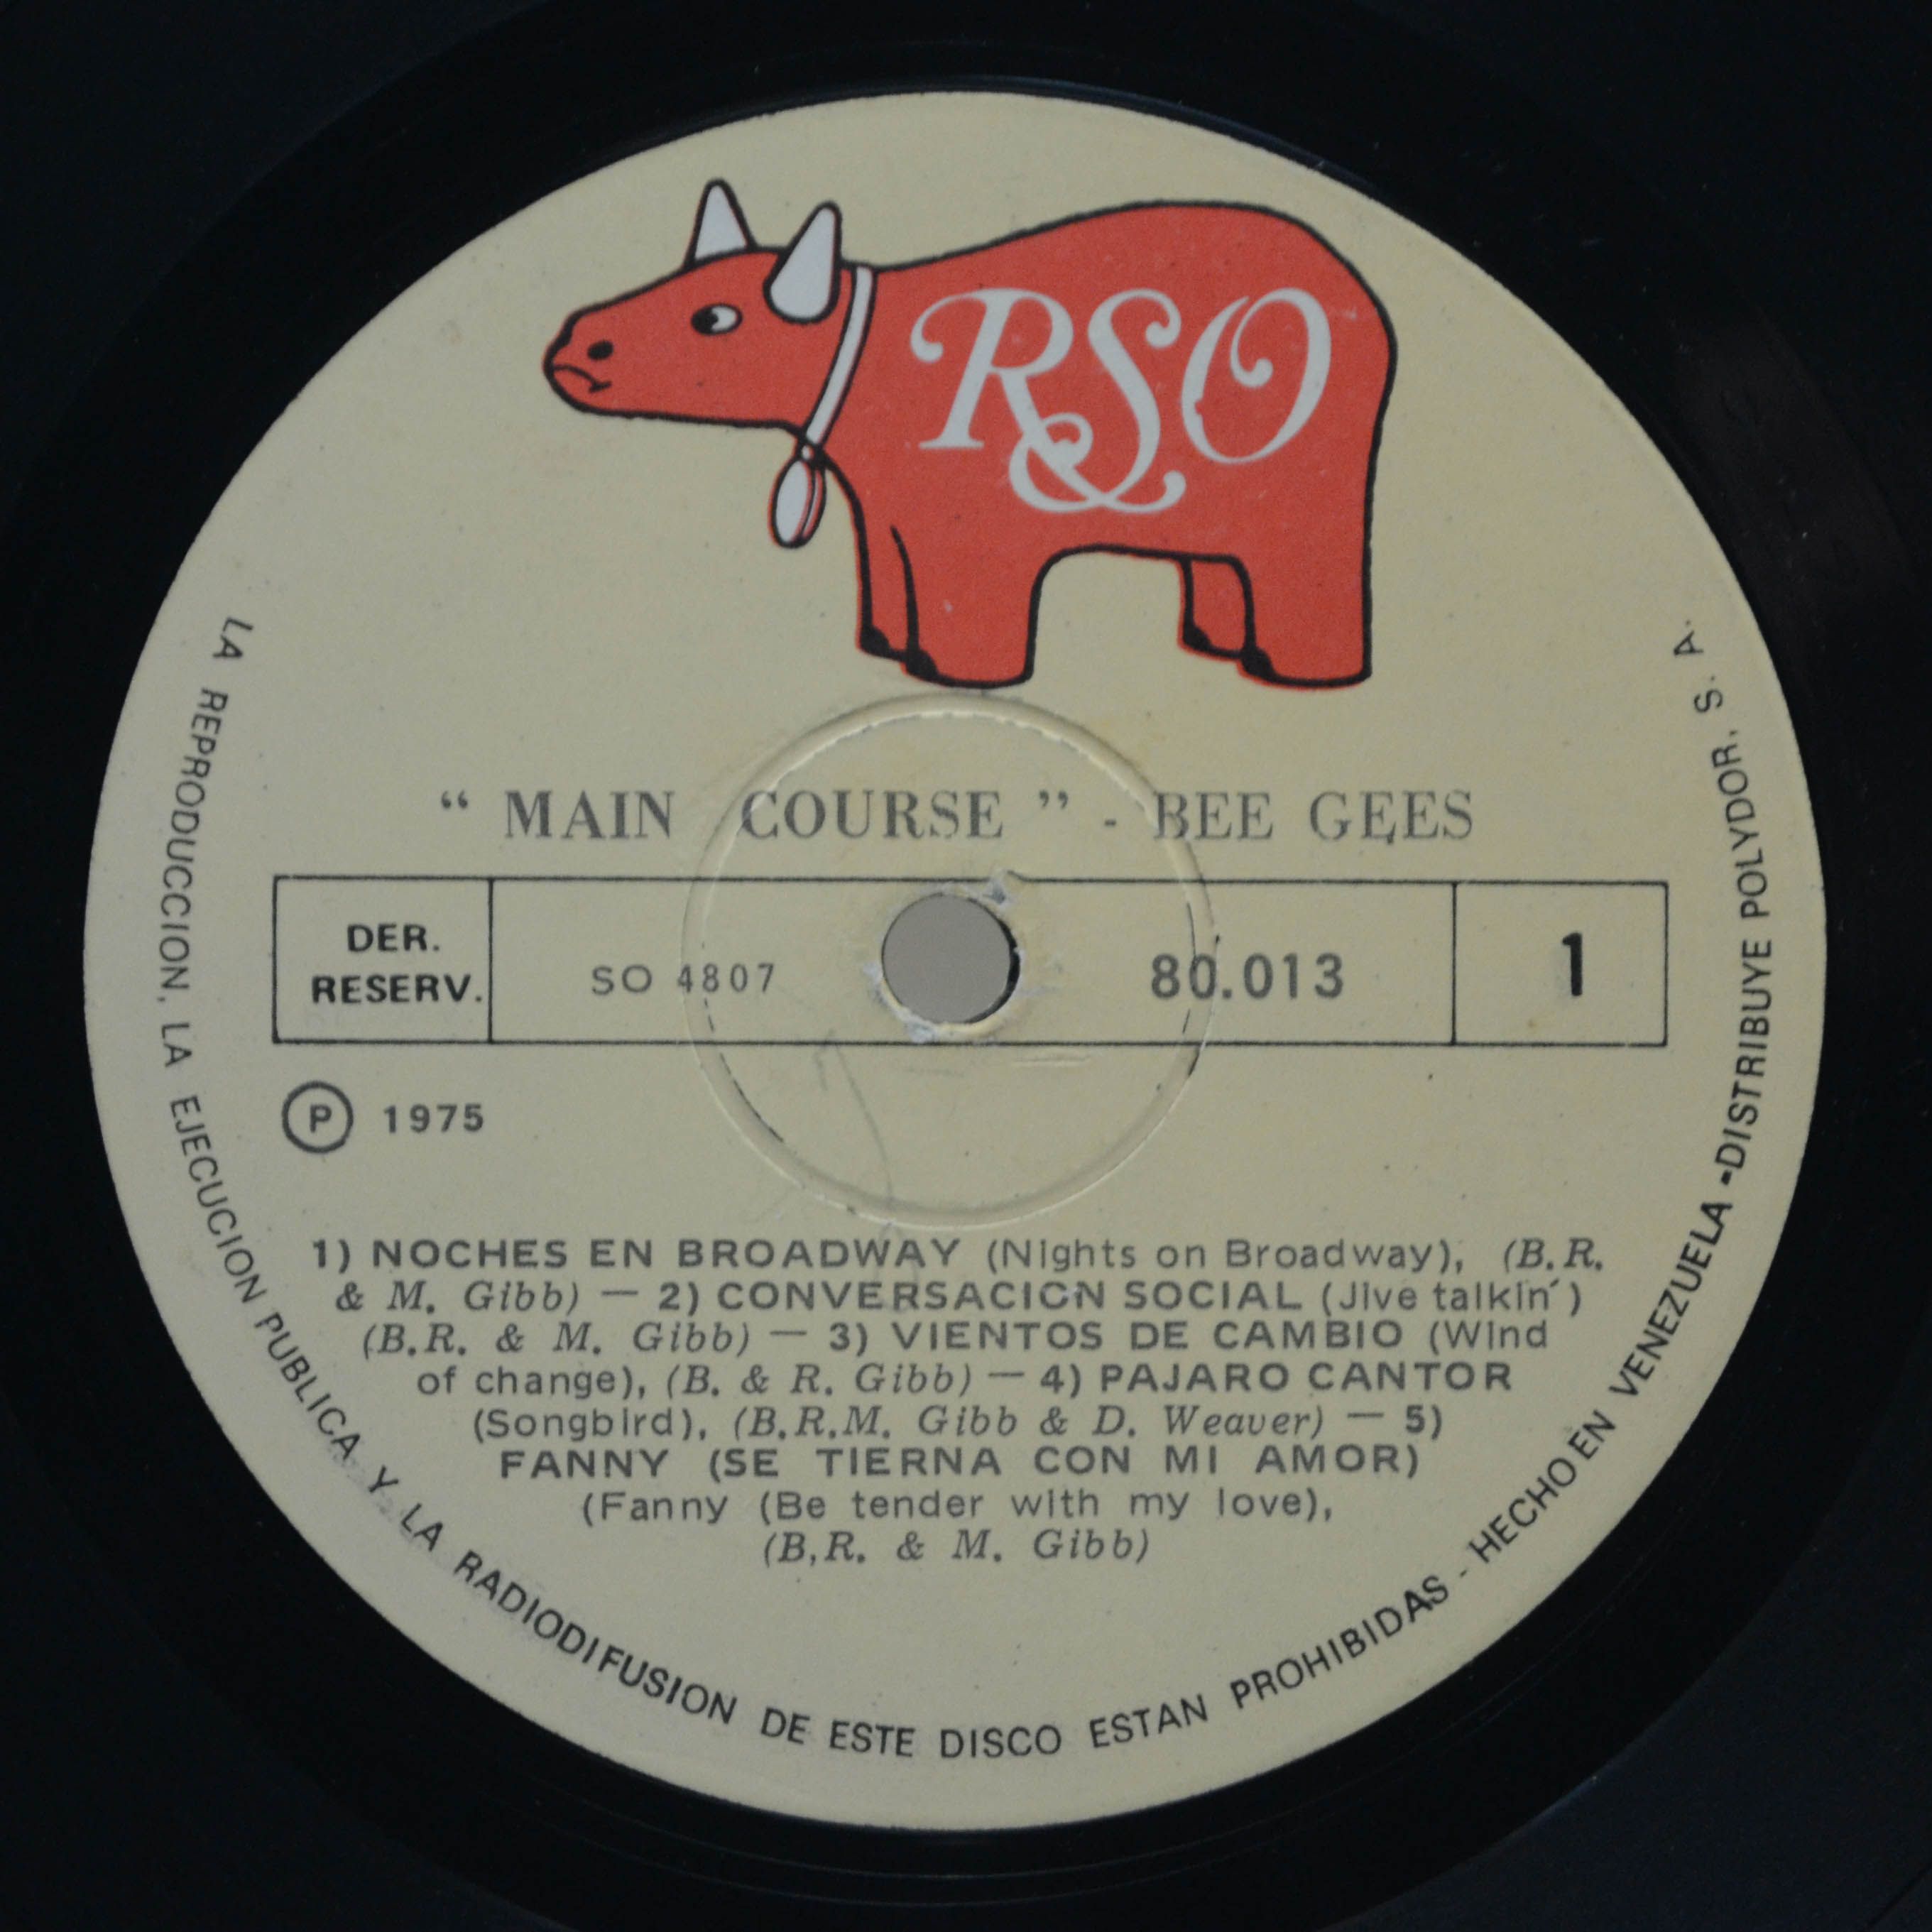 RSO
“ MAIN COURSE ” - BEE GEES
DER.
RESERV.
SO 4807
80.013
1
Ⓟ 1975
1) NOCHES EN BROADWAY (Nights on Broadway), (B.R.
& M. Gibb) — 2) CONVERSACION SOCIAL (Jive talkin´)
(B.R. & M. Gibb) — 3) VIENTOS DE CAMBIO (Wind
of change), (B. & R. Gibb) — 4) PAJARO CANTOR
(Songbird), (B.R.M. Gibb & D. Weaver) — 5)
FANNY (SE TIERNA CON MI AMOR)
(Fanny (Be tender with my love),
(B,R. & M. Gibb)
LA REPRODUCCION, LA EJECUCION PUBLICA Y LA RADIODIFUSION DE ESTE DISCO ESTAN PROHIBIDAS - HECHO EN VENEZUELA - DISTRIBUYE POLYDOR, S. A.